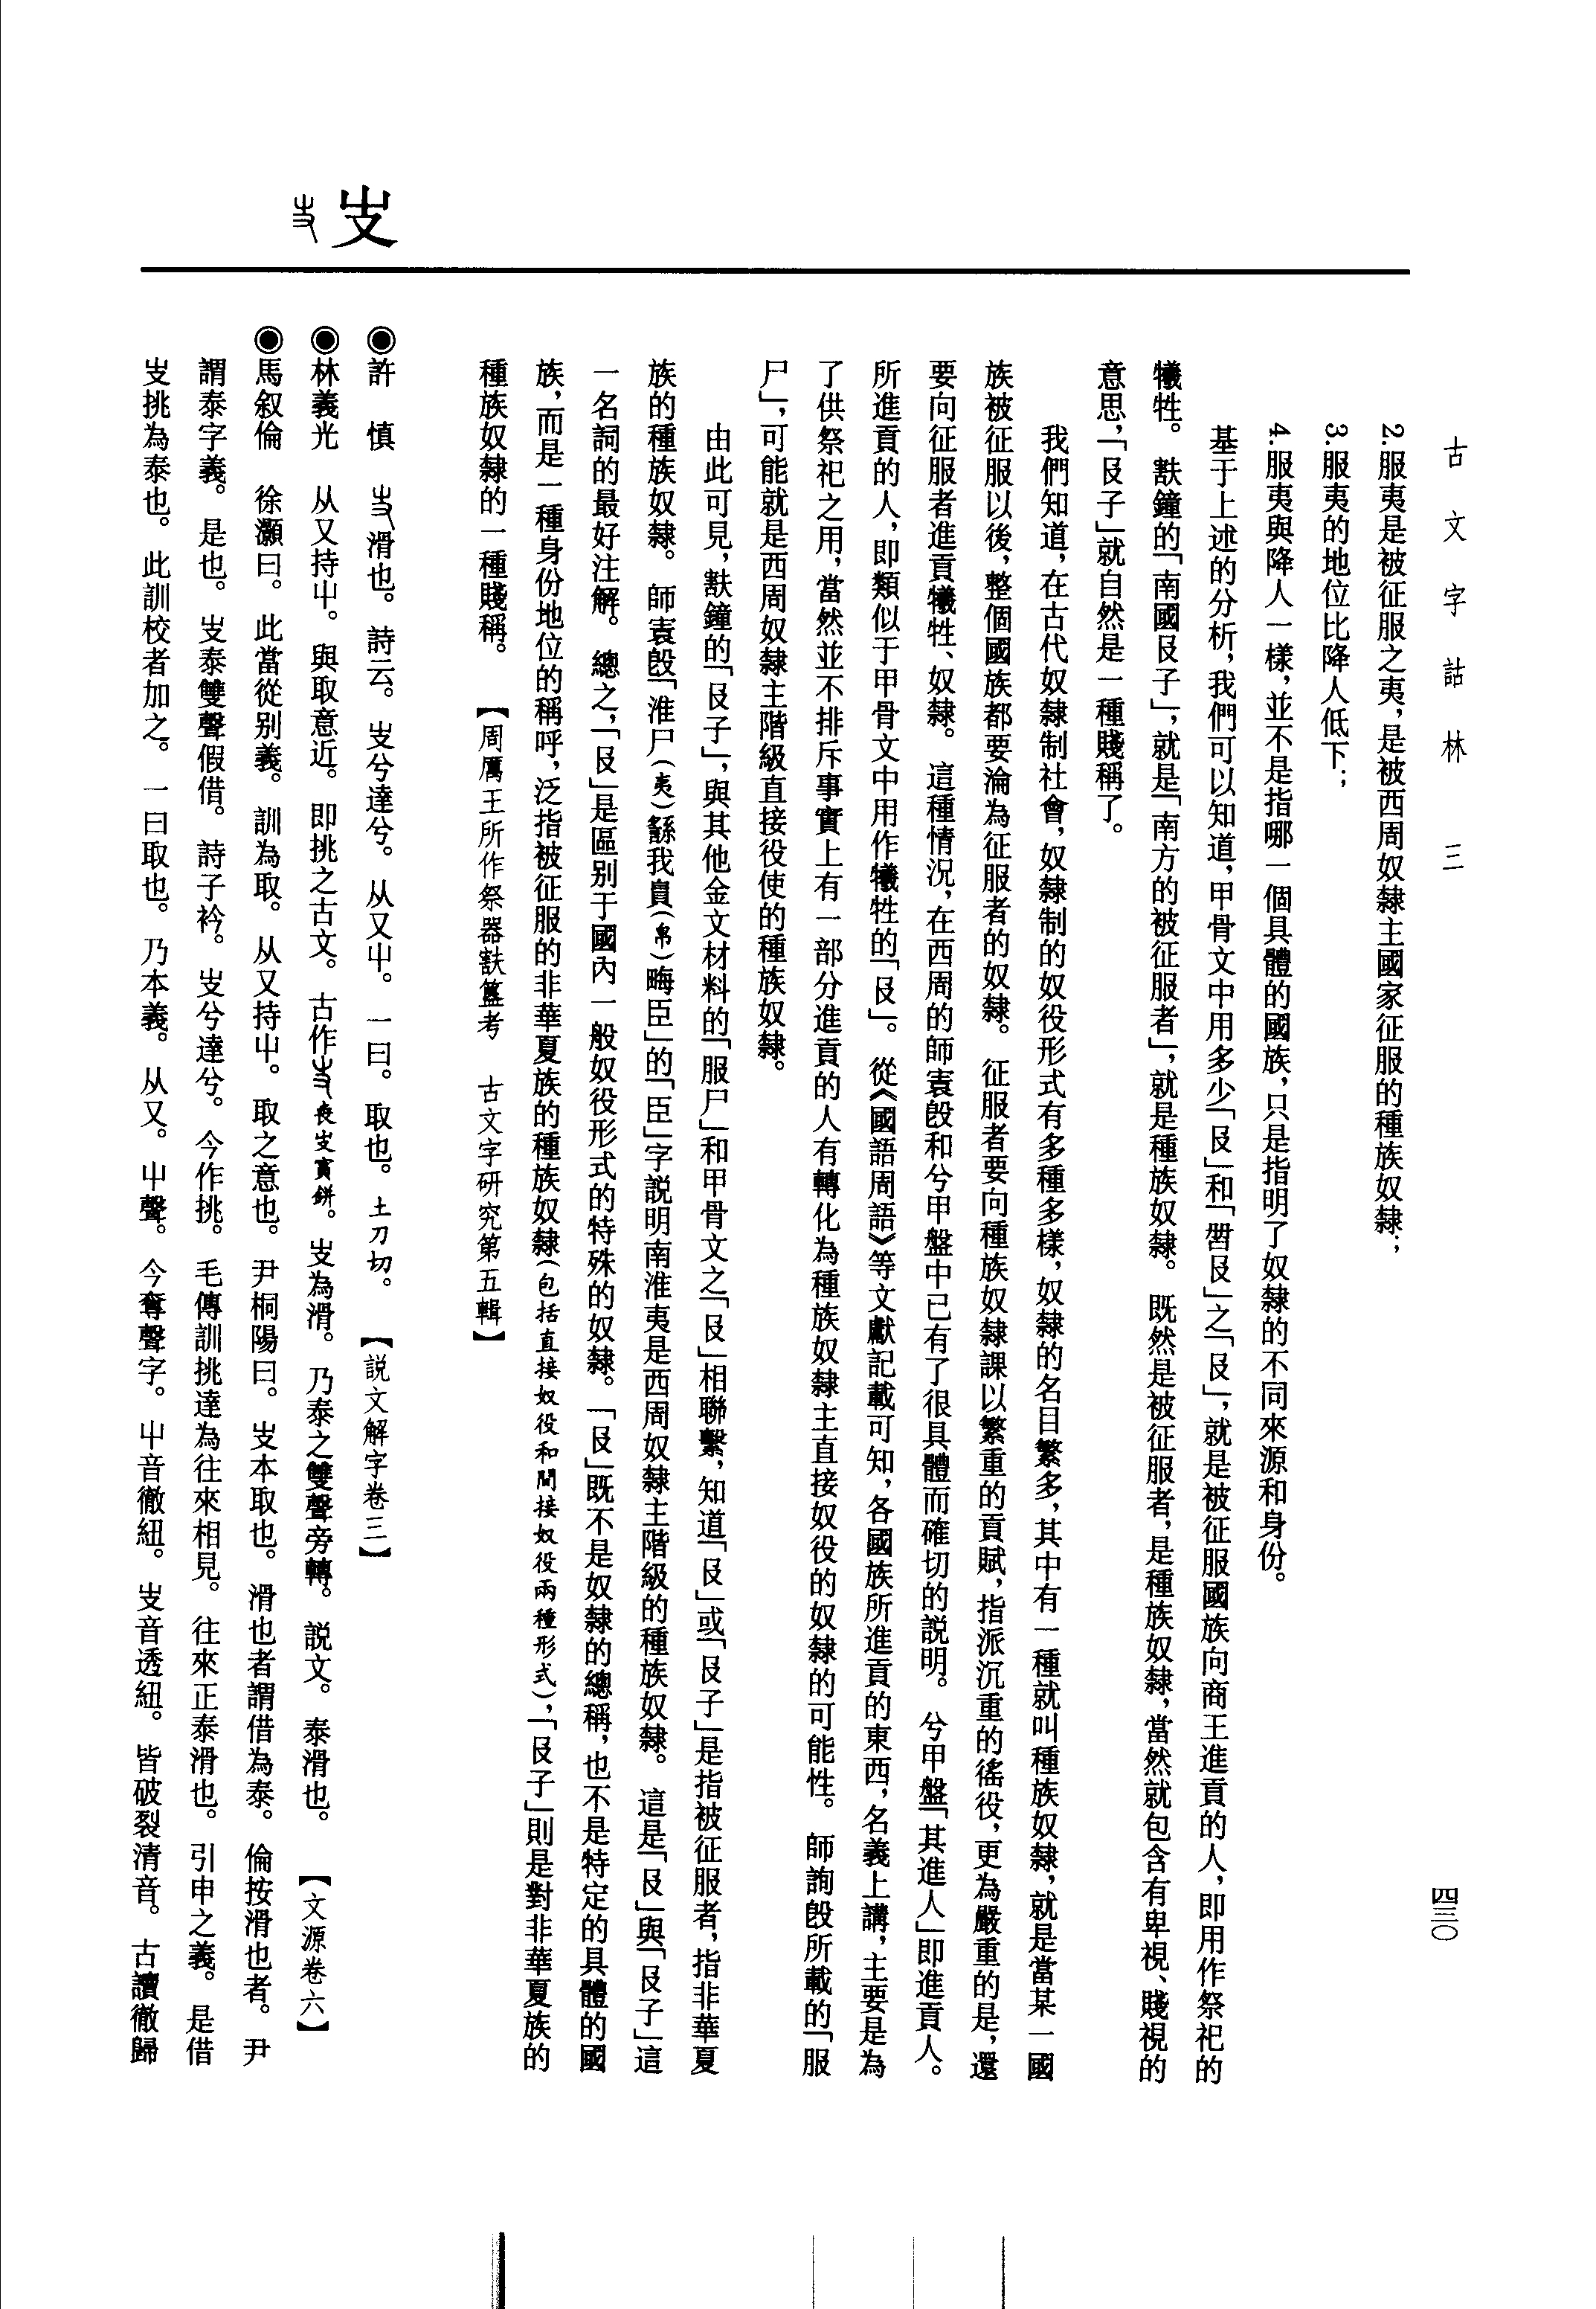 古文字詁林 三
四三〇
2.服夷是被征服之夷，是被西周奴隸主國家征服的種族奴隸；
3.服夷的地位比降人低下；
4.服夷與降人一樣，並不是指哪一個具體的國族，只是指明了奴隸的不同來源和身份。
基于上述的分析，我們可以知道，甲骨文中用多少「𠬝」和「𠭯𠬝」之「𠬝」，就是被征服國族向商王進貢的人，即用作祭祀的
犧牲。㝬鐘的「南國𠬝子」，就是「南方的被征服者」，就是種族奴隸。既然是被征服者，是種族奴隸，當然就包含有卑視、賤視的
意思，「𠬝子」就自然是一種賤稱了。
我們知道，在古代奴隸制社會，奴隸制的奴役形式有多種多樣，奴隸的名目繁多，其中有一種就叫種族奴隸，就是當某一國
族被征服以後，整個國族都要淪為征服者的奴隸。征服者要向種族奴隸課以繁重的貢賦，指派沉重的徭役，更為嚴重的是，還
要向征服者進貢犧牲、奴隸。這種情況，在西周的師㝨𣪘和兮甲盤中已有了很具體而確切的說明。兮甲盤「其進人」即進貢人。
所進貢的人，即類似于甲骨文中用作犧牲的「𠬝」。從《國語周語》等文獻記載可知，各國族所進貢的東西，名義上講，主要是為
了供祭祀之用，當然並不排斥事實上有一部分進貢的人有轉化為種族奴隸主直接奴役的奴隸的可能性。師詢𣪘所載的「服
尸」，可能就是西周奴隸主階級直接役使的種族奴隸。
由此可見，㝬鐘的「𠬝子」，與其他金文材料的「服尸」和甲骨文之「𠬝」相聯繫，知道「𠬝」或「𠬝子」是指被征服者，指非華夏
族的種族奴隸。師㝨𣪘「淮尸（夷）繇我𧵩（帛）晦臣」的「臣」字説明南淮夷是西周奴隸主階級的種族奴隸。這是「𠬝」與「𠬝子」這
一名詞的最好注解。總之，「𠬝」是區别于國內一般奴役形式的特殊的奴隸。「𠬝」既不是奴隸的總稱，也不是特定的具體的國
族，而是一種身份地位的稱呼，泛指被征服的非華夏族的種族奴隸（包括直接奴役和間接奴役兩種形式），「𠬝子」則是對非華夏族的
種族奴隸的一種賤稱。【周厲王所作祭器㝬簋考 古文字研究第五輯】
𠬢
◉許　慎　滑也。詩云。𠬢兮達兮。从又屮。一曰。取也。土刀切。【説文解字卷三】
◉林義光　从又持屮。與取意近。即挑之古文。古作夜𠬢賓鉼。𠬢為滑。乃泰之雙聲旁轉。説文。泰滑也。【文源卷六】
◉馬叙倫　徐灝曰。此當從别義。訓為取。从又持屮。取之意也。尹桐陽曰。𠬢本取也。滑也者謂借為泰。倫按滑也者。尹
謂泰字義。是也。𠬢泰雙聲假借。詩子衿。𠬢兮達兮。今作挑。毛傳訓挑達為往來相見。往來正泰滑也。引申之義。是借
𠬢挑為泰也。此訓校者加之。一曰取也。乃本義。从又。屮聲。今奪聲字。屮音徹紐。𠬢音透紐。皆破裂清音。古讀徹歸